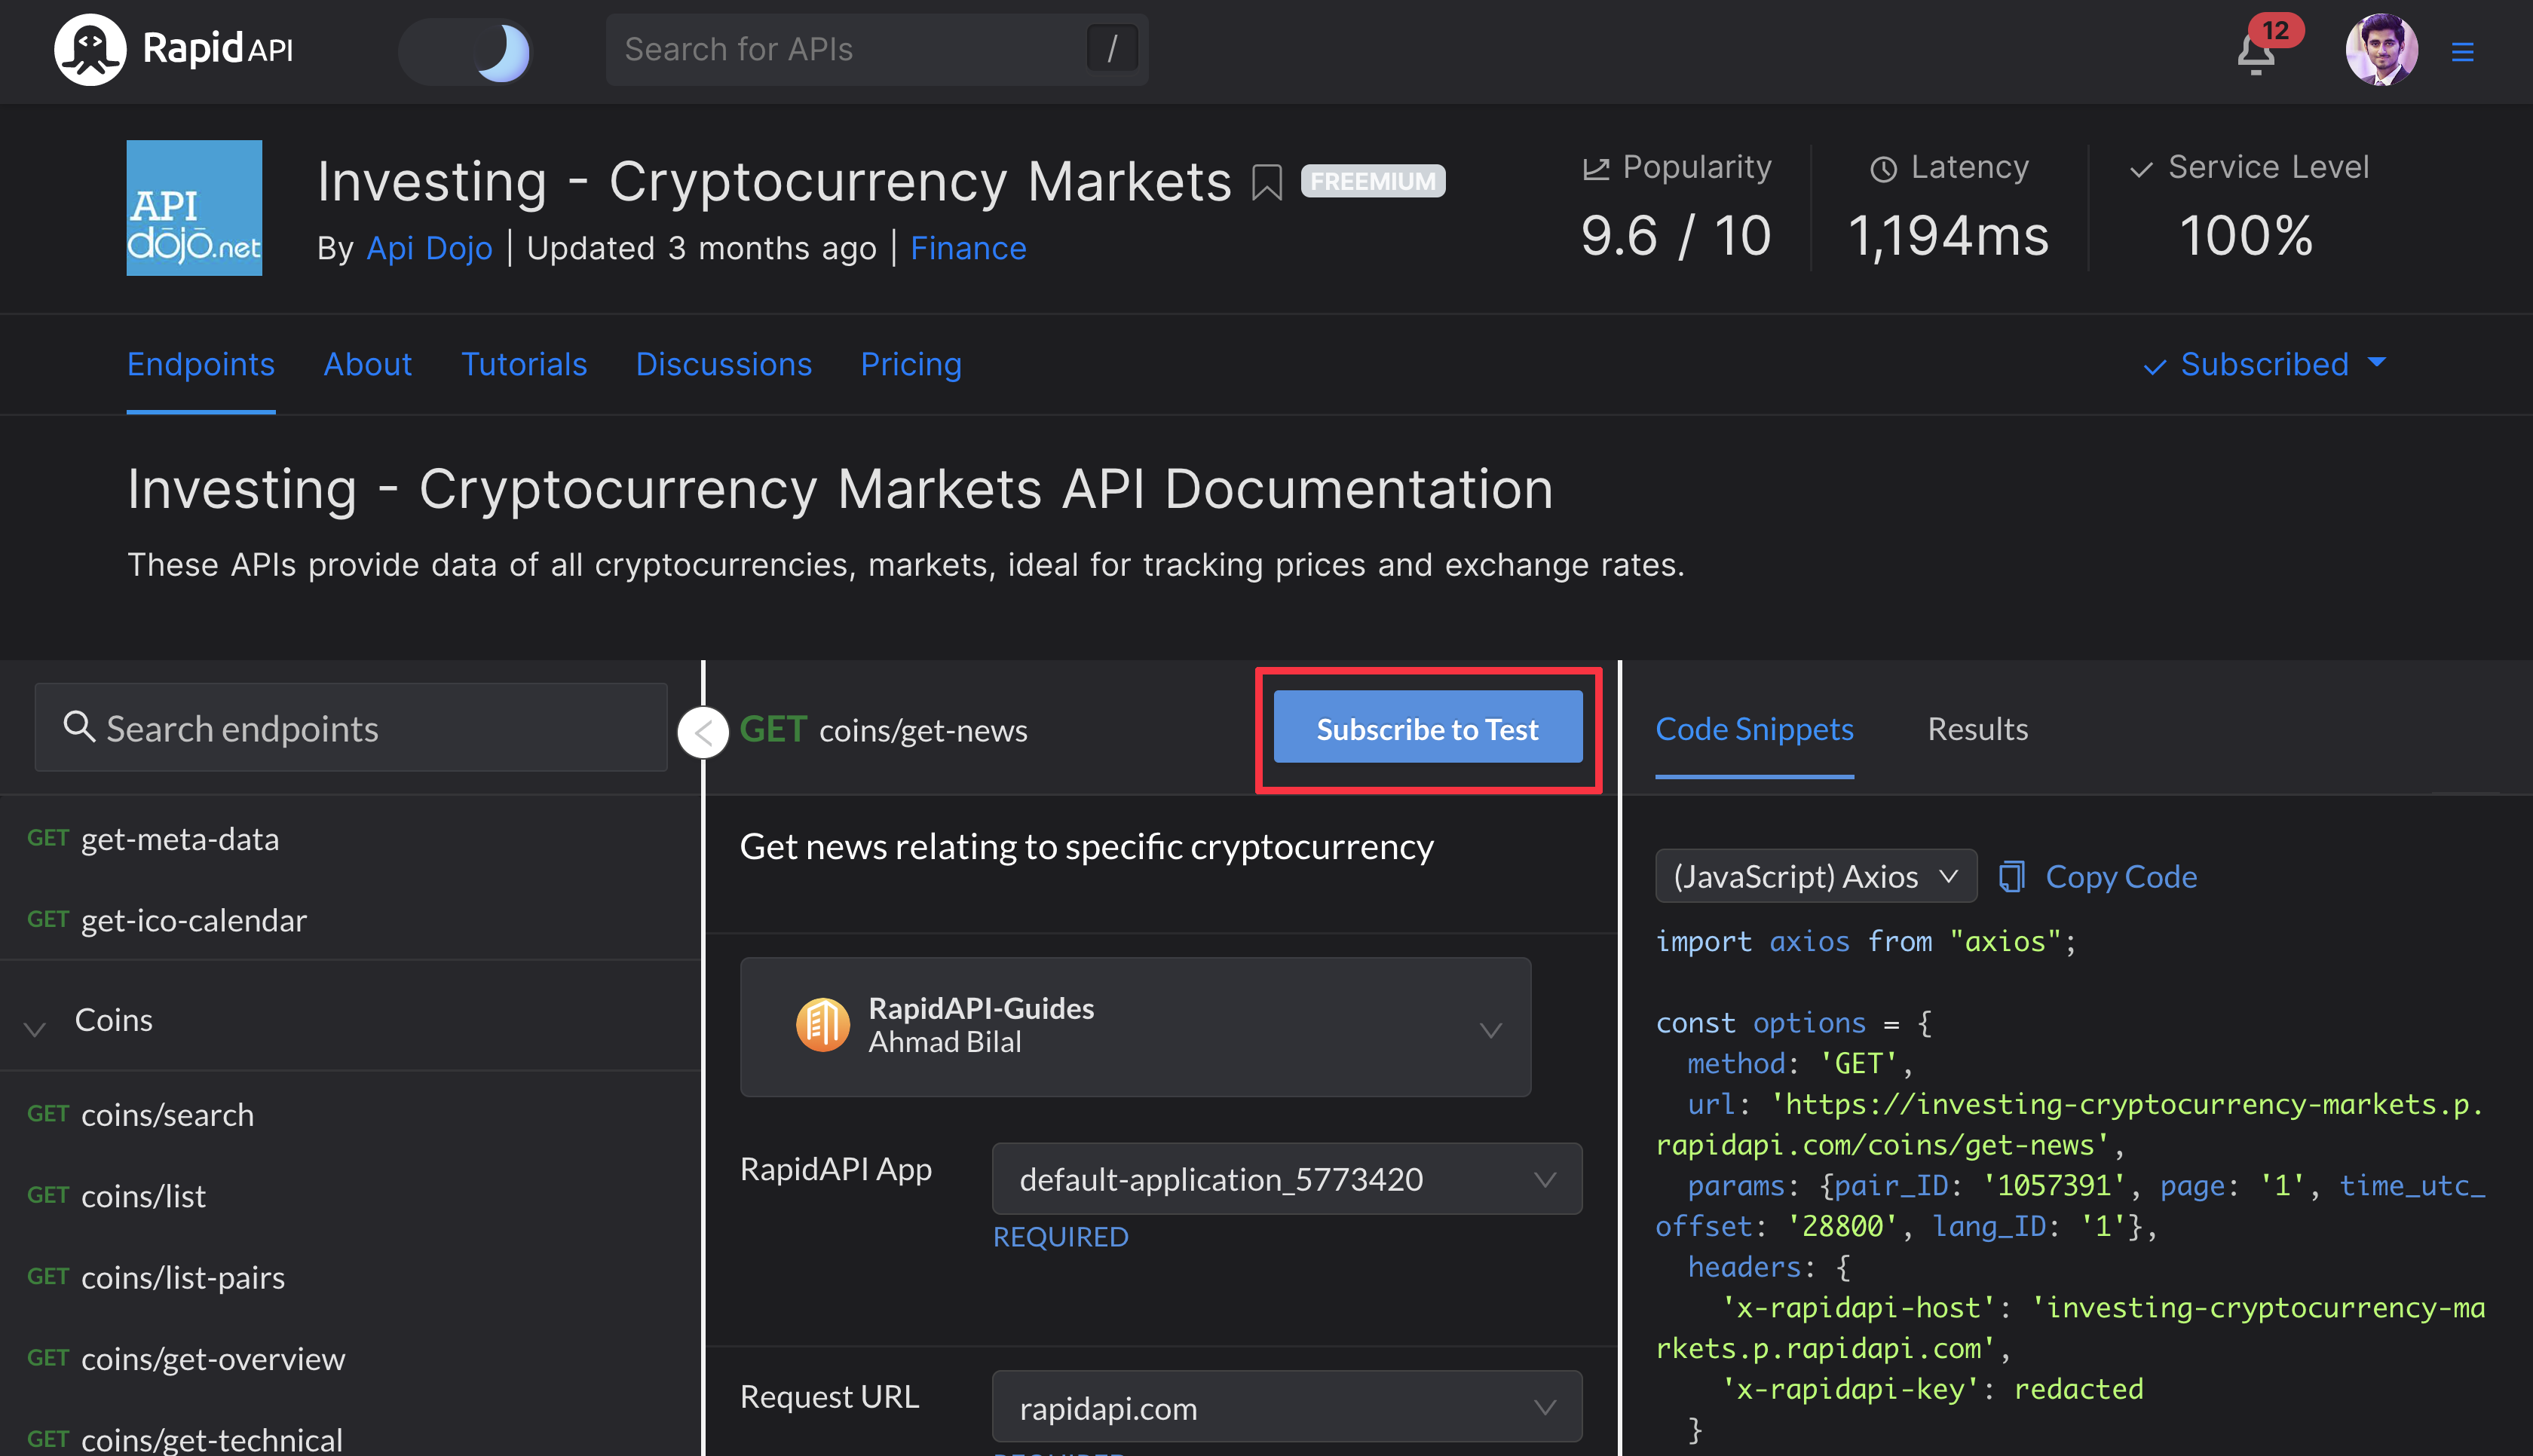 RapidAPI
Search for APIs
/
12
API
dōjō.net
Investing - Cryptocurrency Markets
FREEMIUM
By Api Dojo | Updated 3 months ago | Finance
Popularity
9.6 / 10
Latency
1,194ms
Service Level
100%
Endpoints
About
Tutorials
Discussions
Pricing
Subscribed
Investing - Cryptocurrency Markets API Documentation
These APIs provide data of all cryptocurrencies, markets, ideal for tracking prices and exchange rates.
Search endpoints
GET get-meta-data
GET get-ico-calendar
Coins
GET coins/search
GET coins/list
GET coins/list-pairs
GET coins/get-overview
GET coins/get-technical
GET coins/get-news
Subscribe to Test
Get news relating to specific cryptocurrency
RapidAPI-Guides
Ahmad Bilal
RapidAPI App
default-application_5773420
REQUIRED
Request URL
rapidapi.com
Code Snippets
Results
(JavaScript) Axios
Copy Code
import axios from "axios";
const options = {
method: 'GET',
url: 'https://investing-cryptocurrency-markets.p.
rapidapi.com/coins/get-news',
params: {pair_ID: '1057391', page: '1', time_utc_
offset: '28800', lang_ID: '1'},
headers: {
'x-rapidapi-host': 'investing-cryptocurrency-ma
rkets.p.rapidapi.com',
'x-rapidapi-key': redacted
}